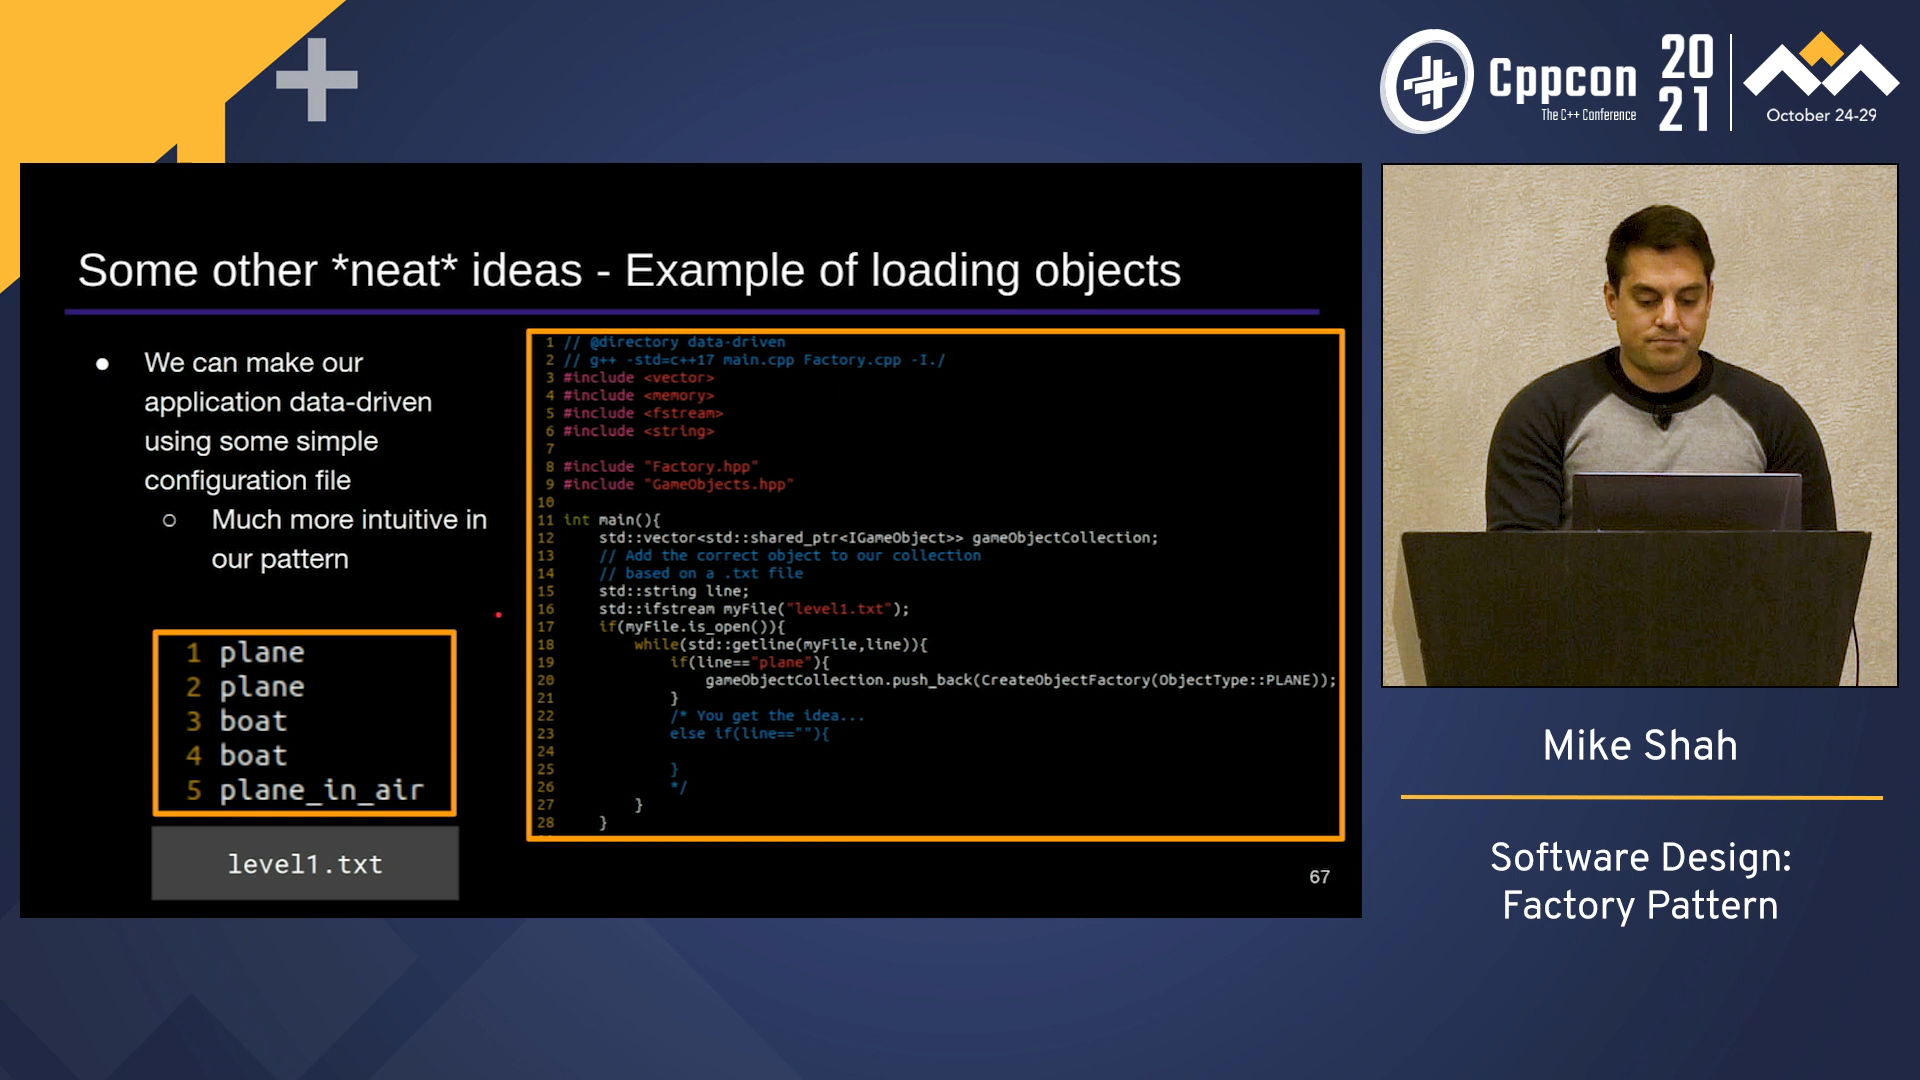 Cppcon
The C++ Conference
20
21
October 24-29
Some other *neat* ideas - Example of loading objects
● We can make our
application data-driven
using some simple
configuration file
○ Much more intuitive in
our pattern
1 plane
2 plane
3 boat
4 boat
5 plane_in_air
level1.txt
1 // @directory data-driven
2 // g++ -std=c++17 main.cpp Factory.cpp -I./
3 #include <vector>
4 #include <memory>
5 #include <fstream>
6 #include <string>
7
8 #include "Factory.hpp"
9 #include "GameObjects.hpp"
10
11 int main(){
12     std::vector<std::shared_ptr<IGameObject>> gameObjectCollection;
13     // Add the correct object to our collection
14     // based on a .txt file
15     std::string line;
16     std::ifstream myFile("level1.txt");
17     if(myFile.is_open()){
18         while(std::getline(myFile,line)){
19             if(line=="plane"){
20                 gameObjectCollection.push_back(CreateObjectFactory(ObjectType::PLANE));
21             }
22             /* You get the idea...
23             else if(line==""){
24
25             }
26             */
27         }
28     }
67
Mike Shah
Software Design:
Factory Pattern